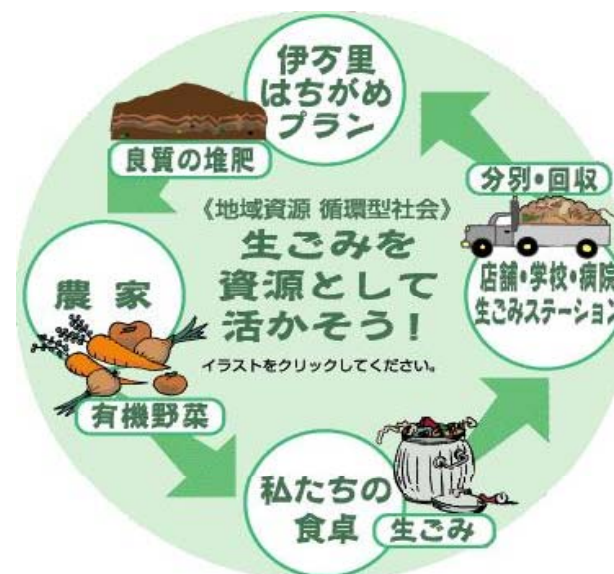 伊万里
はちがめ
プラン
良質の堆肥
分別・回収
《地域資源 循環型社会》
生ごみを
資源として
活かそう!
イラストをクリックしてください。
農家
店舗・学校・病院
生ごみステーション
有機野菜
私たちの
食卓
生ごみ